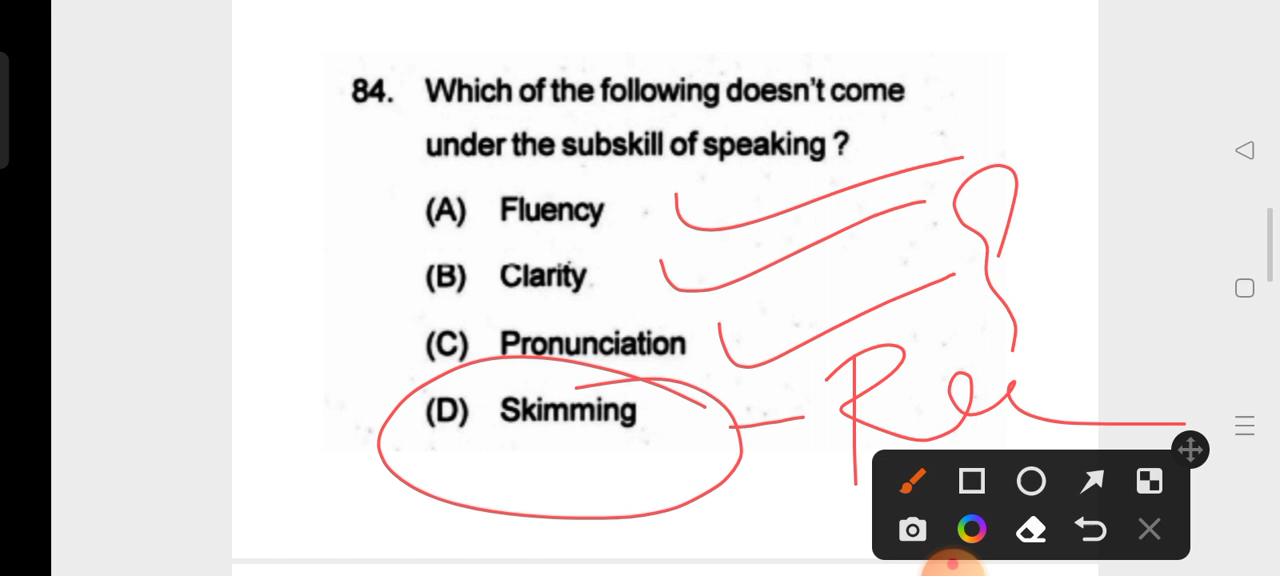 84. Which of the following doesn't come
under the subskill of speaking ?
(A) Fluency
(B) Clarity
(C) Pronunciation
(D) Skimming